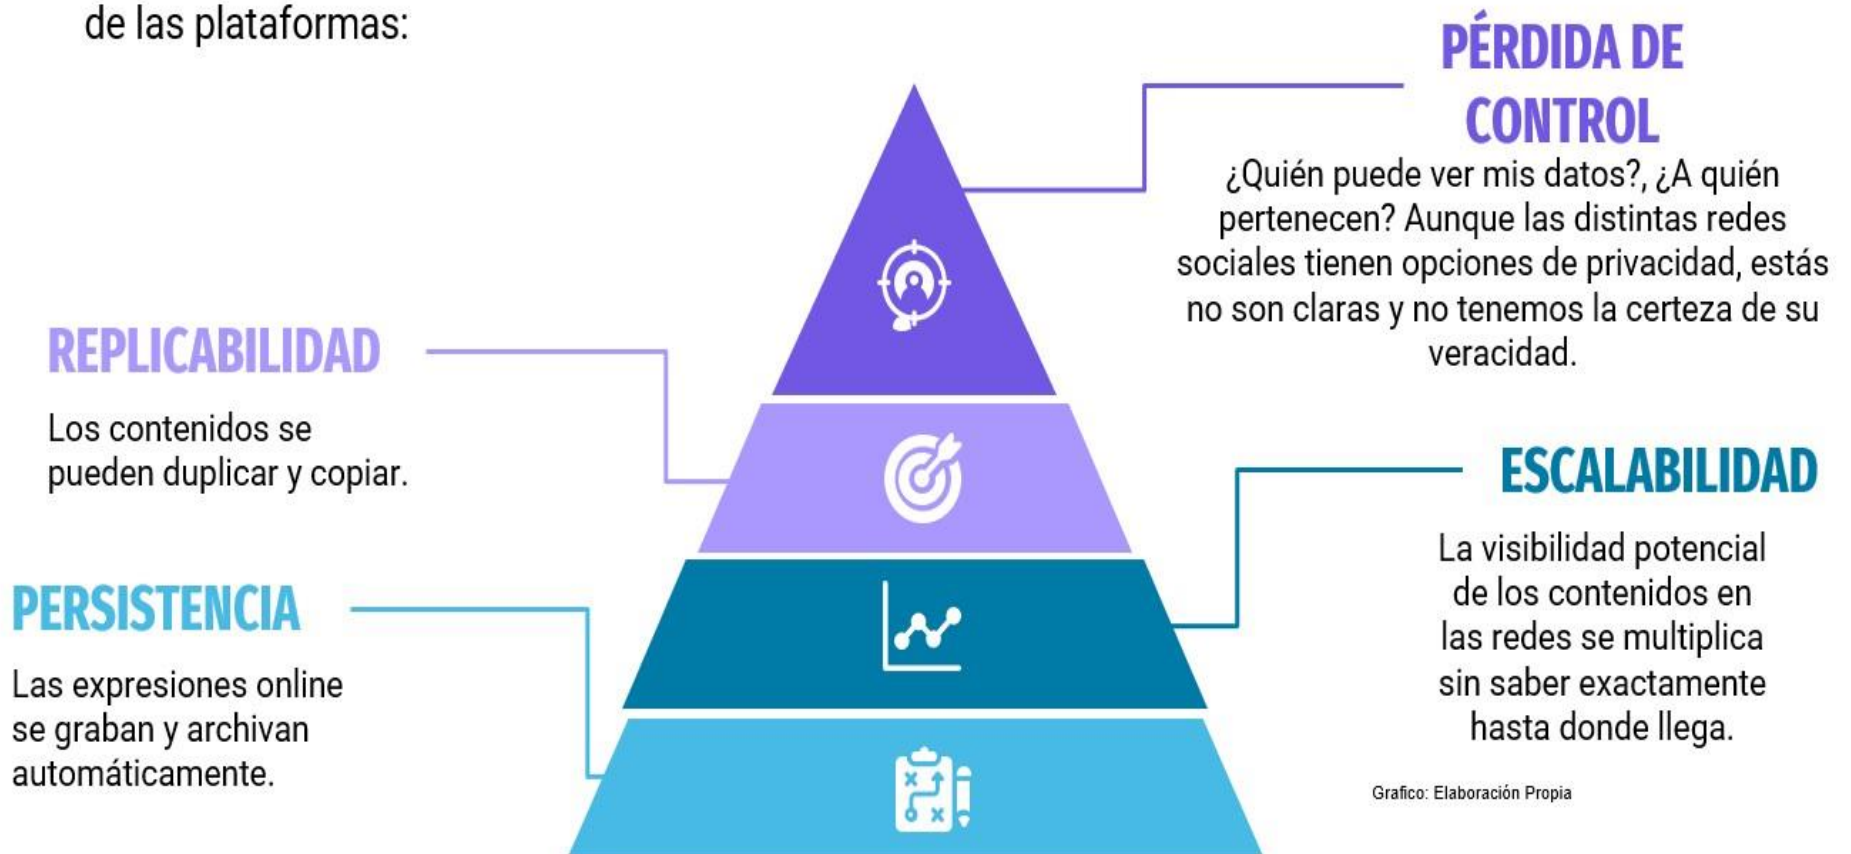 de las plataformas:
PÉRDIDA DE
CONTROL
¿Quién puede ver mis datos?, ¿A quién
pertenecen? Aunque las distintas redes
sociales tienen opciones de privacidad, estás
no son claras y no tenemos la certeza de su
veracidad.
REPLICABILIDAD
Los contenidos se
pueden duplicar y copiar.
ESCALABILIDAD
La visibilidad potencial
de los contenidos en
las redes se multiplica
sin saber exactamente
hasta donde llega.
PERSISTENCIA
Las expresiones online
se graban y archivan
automáticamente.
Grafico: Elaboración Propia